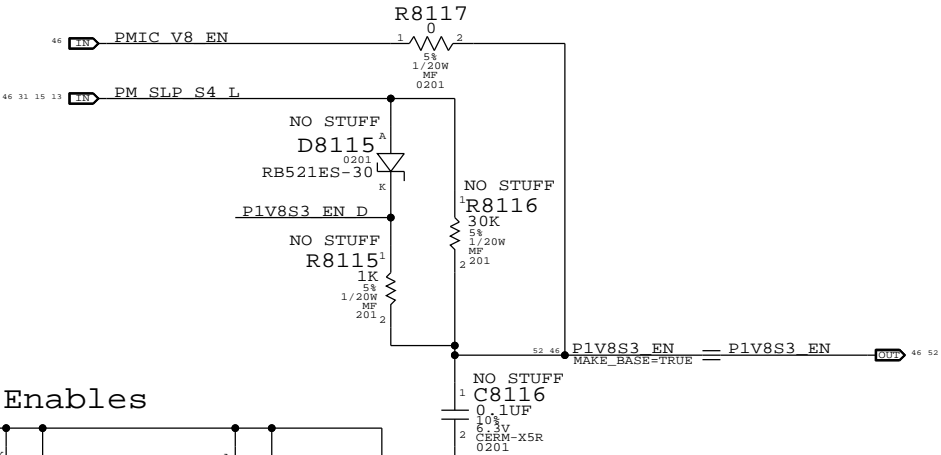 R8117
0
46 IN PMIC_V8_EN
1 2
5%
1/20W
MF
0201
46 31 15 13 IN PM_SLP_S4_L
NO STUFF
A
D8115
0201
RB521ES-30
K
NO STUFF
1
R8116
30K
5%
1/20W
MF
201
2
P1V8S3_EN_D
NO STUFF
R8115
1
1K
5%
1/20W
MF
201
2
52 46 P1V8S3_EN
MAKE_BASE=TRUE
P1V8S3_EN
OUT 46 52
NO STUFF
1
C8116
0.1UF
10%
6.3V
2
CERM-X5R
0201
Enables